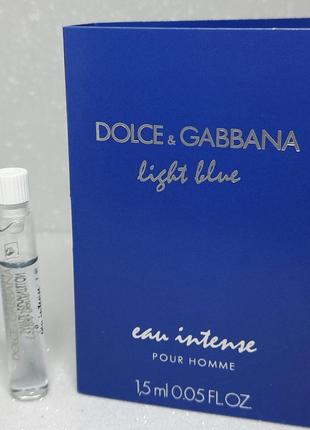 DOLCE & GABBANA
light blue
eau intense
POUR HOMME
1,5 ml 0.05 FL.OZ.